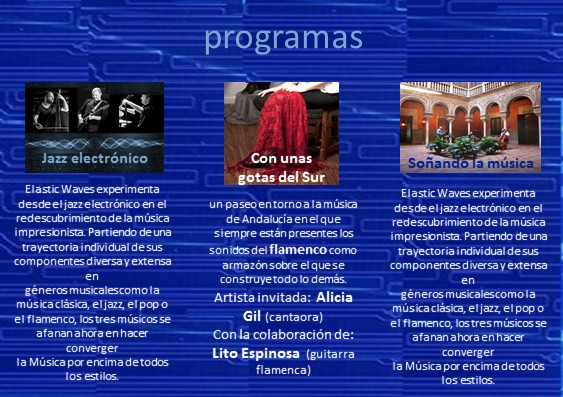 programas
Jazz electrónico
Elastic Waves experimenta
desde el jazz electrónico en el
redescubrimiento de la música
impresionista. Partiendo de una
trayectoria individual de sus
componentes diversa y extensa
en
géneros musicales como la
música clásica, el jazz, el pop o
el flamenco, los tres músicos se
afanan ahora en hacer
converger
la Música por encima de todos
los estilos.
Con unas
gotas del Sur
un paseo en torno a la música
de Andalucía en el que
siempre están presentes los
sonidos del flamenco como
armazón sobre el que se
construye todo lo demás.
Artista invitada: Alicia
Gil (cantaora)
Con la colaboración de:
Lito Espinosa (guitarra
flamenca)
Soñando la música
Elastic Waves experimenta
desde el jazz electrónico en el
redescubrimiento de la música
impresionista. Partiendo de una
trayectoria individual de sus
componentes diversa y extensa
en
géneros musicales como la
música clásica, el jazz, el pop o
el flamenco, los tres músicos se
afanan ahora en hacer
converger
la Música por encima de todos
los estilos.